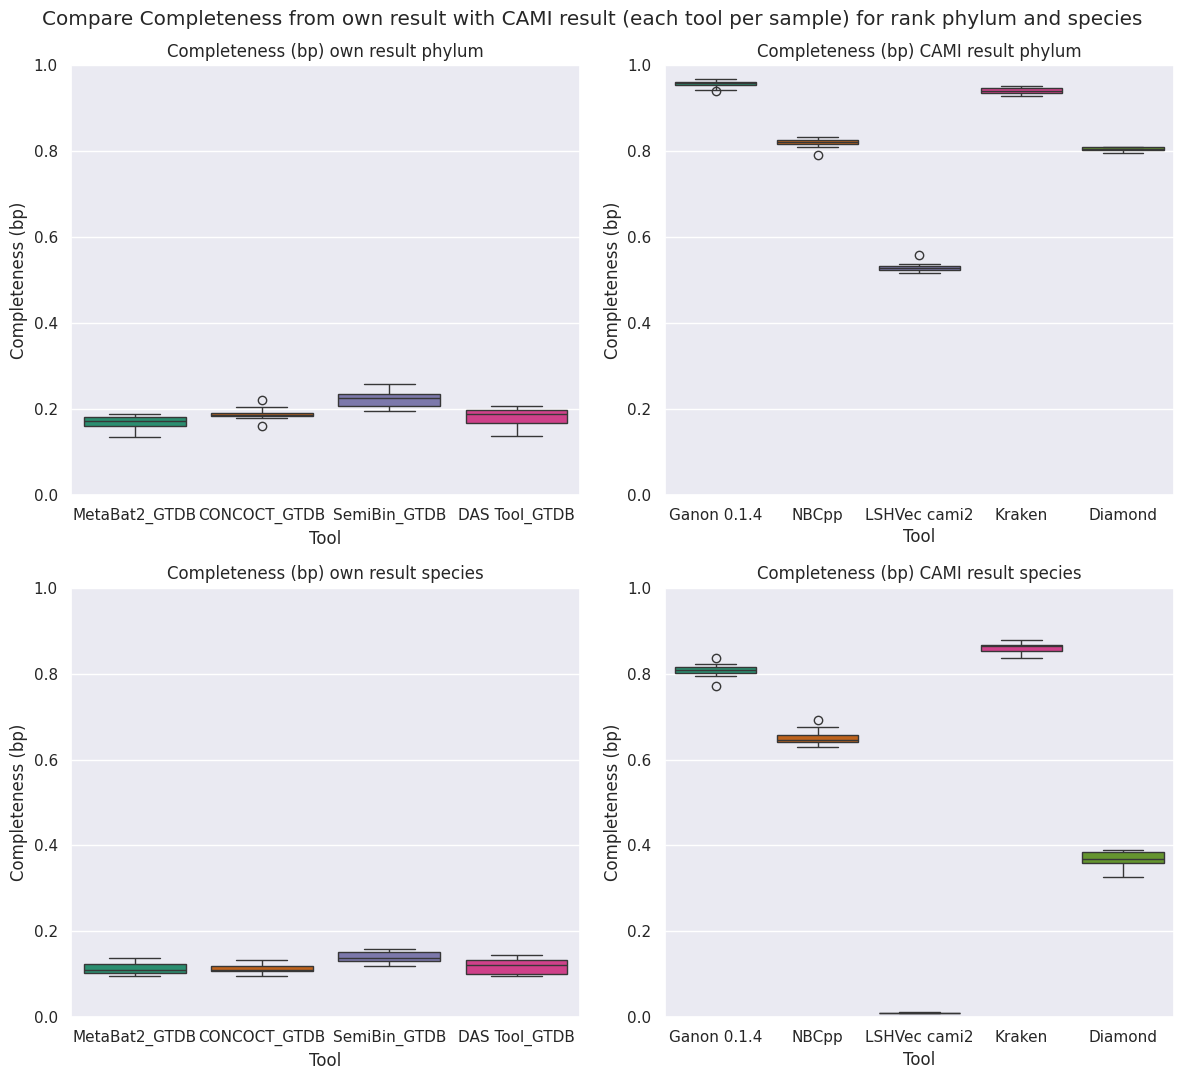 Compare Completeness from own result with CAMI result (each tool per sample) for rank phylum and species
Completeness (bp) own result phylum
1.0
0.8
0.6
0.4
0.2
0.0
Completeness (bp)
MetaBat2_GTDB CONCOCT_GTDB SemiBin_GTDB DAS Tool_GTDB
Tool
Completeness (bp) CAMI result phylum
1.0
0.8
0.6
0.4
0.2
0.0
Completeness (bp)
Ganon 0.1.4 NBCpp LSHVec cami2 Kraken Diamond
Tool
Completeness (bp) own result species
1.0
0.8
0.6
0.4
0.2
0.0
Completeness (bp)
MetaBat2_GTDB CONCOCT_GTDB SemiBin_GTDB DAS Tool_GTDB
Tool
Completeness (bp) CAMI result species
1.0
0.8
0.6
0.4
0.2
0.0
Completeness (bp)
Ganon 0.1.4 NBCpp LSHVec cami2 Kraken Diamond
Tool